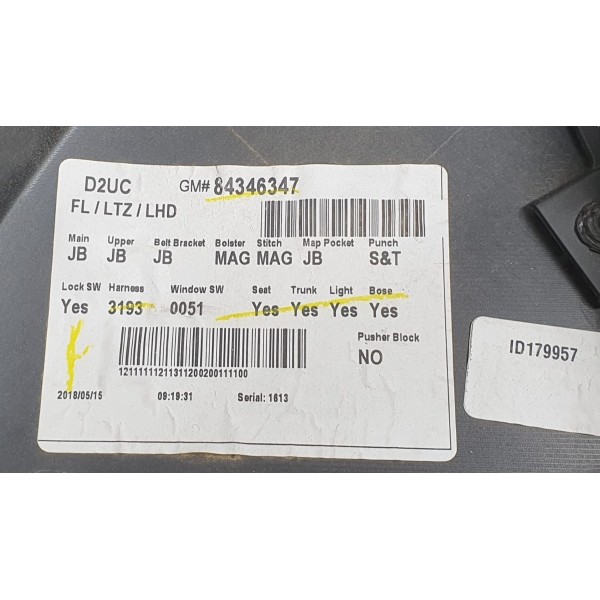 D2UC GM# 84346347
FL / LTZ / LHD
Main Upper Belt Bracket Bolster Stitch Map Pocket Punch
JB JB JB MAG MAG JB S&T
Lock SW Harness Window SW Seat Trunk Light Bose
Yes 3193 0051 Yes Yes Yes Yes
Pusher Block
NO
ID179957
1211111121131120020011100
2018/05/15 09:19:31 Serial: 1613